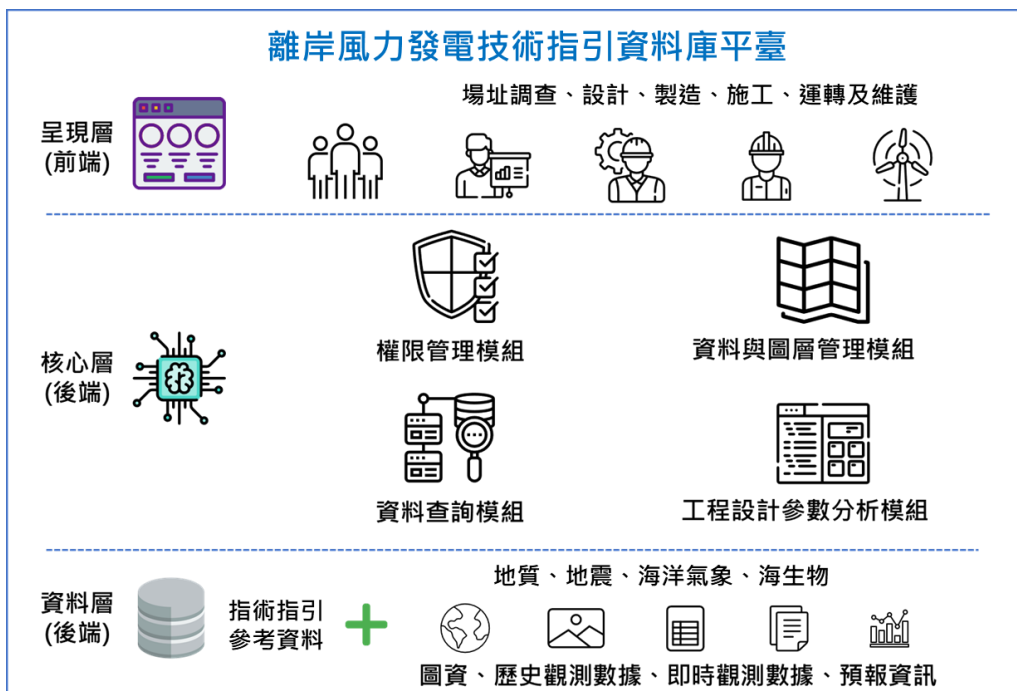 離岸風力發電技術指引資料庫平臺
場址調查、設計、製造、施工、運轉及維護
呈現層
(前端)
權限管理模組
資料與圖層管理模組
核心層
(後端)
資料查詢模組
工程設計參數分析模組
地質、地震、海洋氣象、海生物
資料層
(後端)
指術指引
參考資料
圖資、歷史觀測數據、即時觀測數據、預報資訊